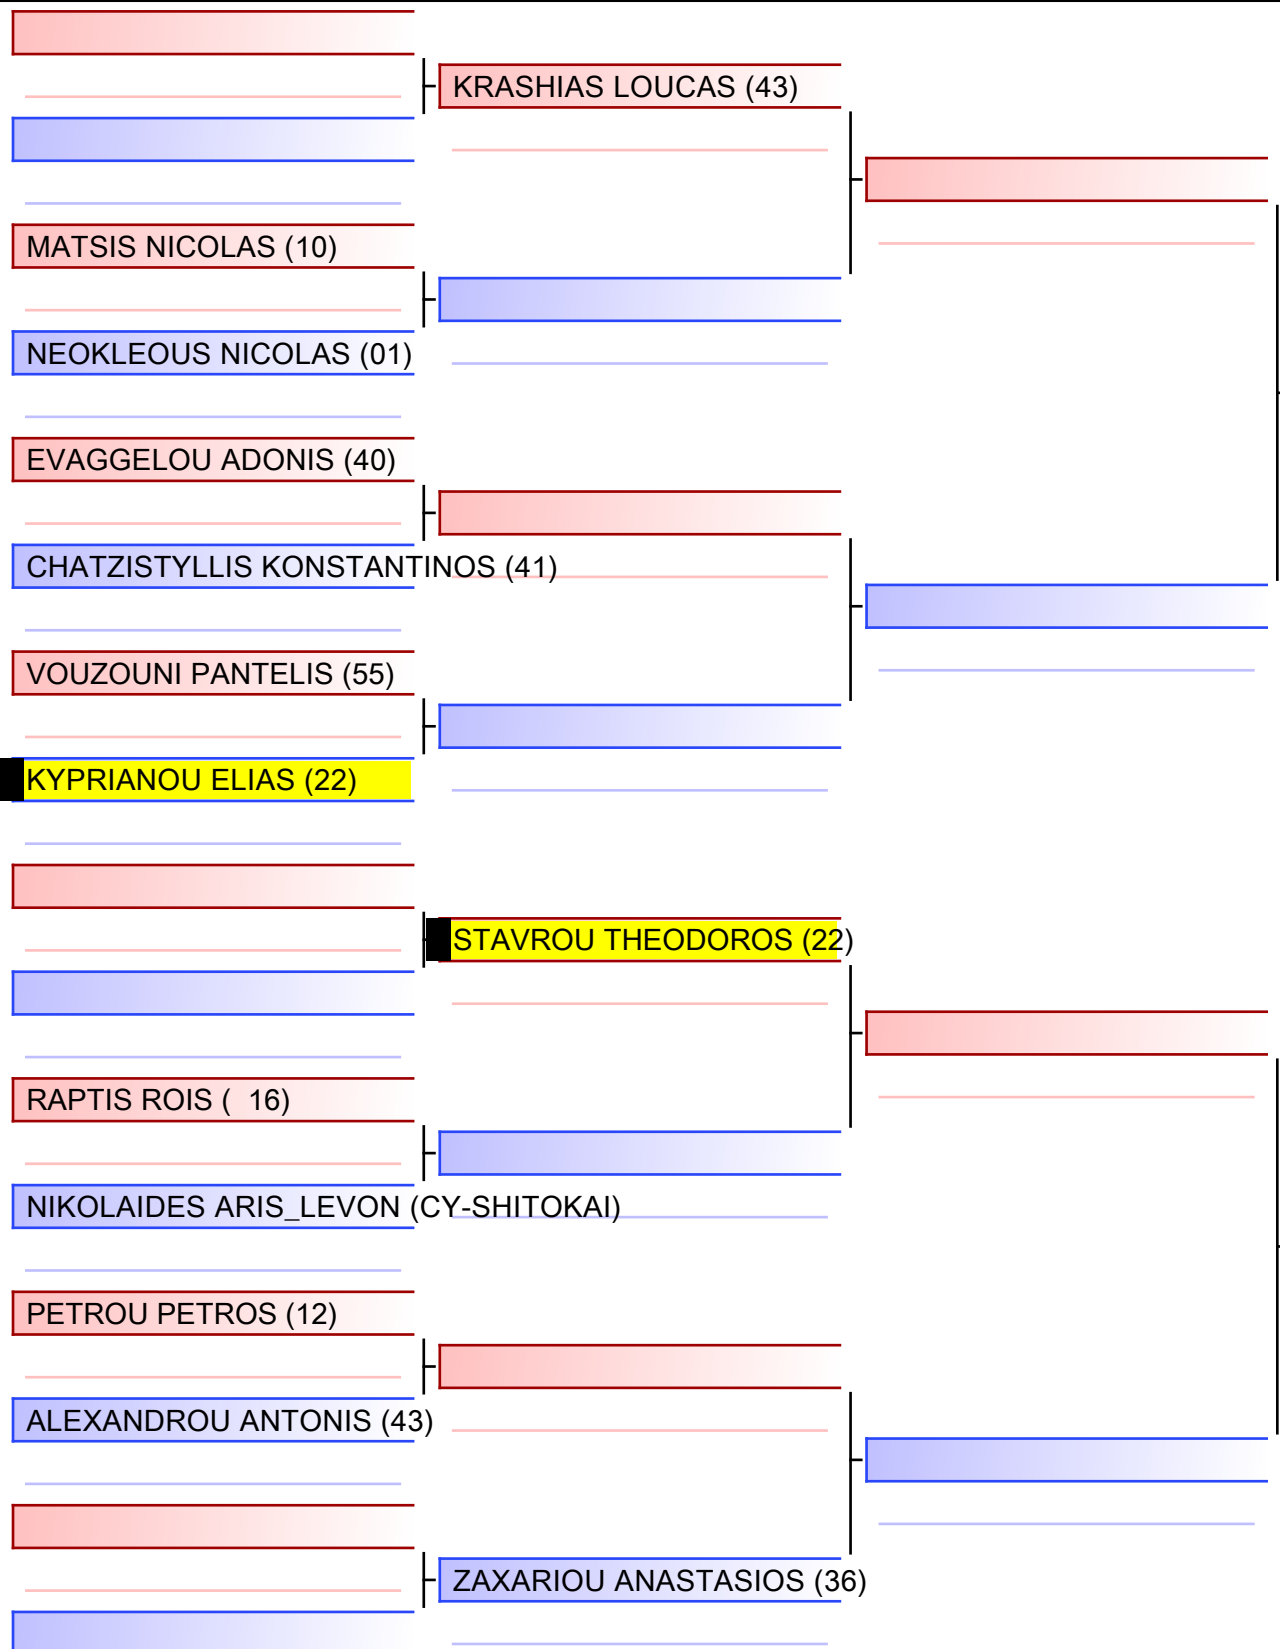 KRASHIAS LOUCAS (43)
MATSIS NICOLAS (10)
NEOKLEOUS NICOLAS (01)
EVAGGELOU ADONIS (40)
CHATZISTYLLIS KONSTANTINOS (41)
VOUZOUNI PANTELIS (55)
KYPRIANOU ELIAS (22)
STAVROU THEODOROS (22)
RAPTIS ROIS (  16)
NIKOLAIDES ARIS_LEVON (CY-SHITOKAI)
PETROU PETROS (12)
ALEXANDROU ANTONIS (43)
ZAXARIOU ANASTASIOS (36)